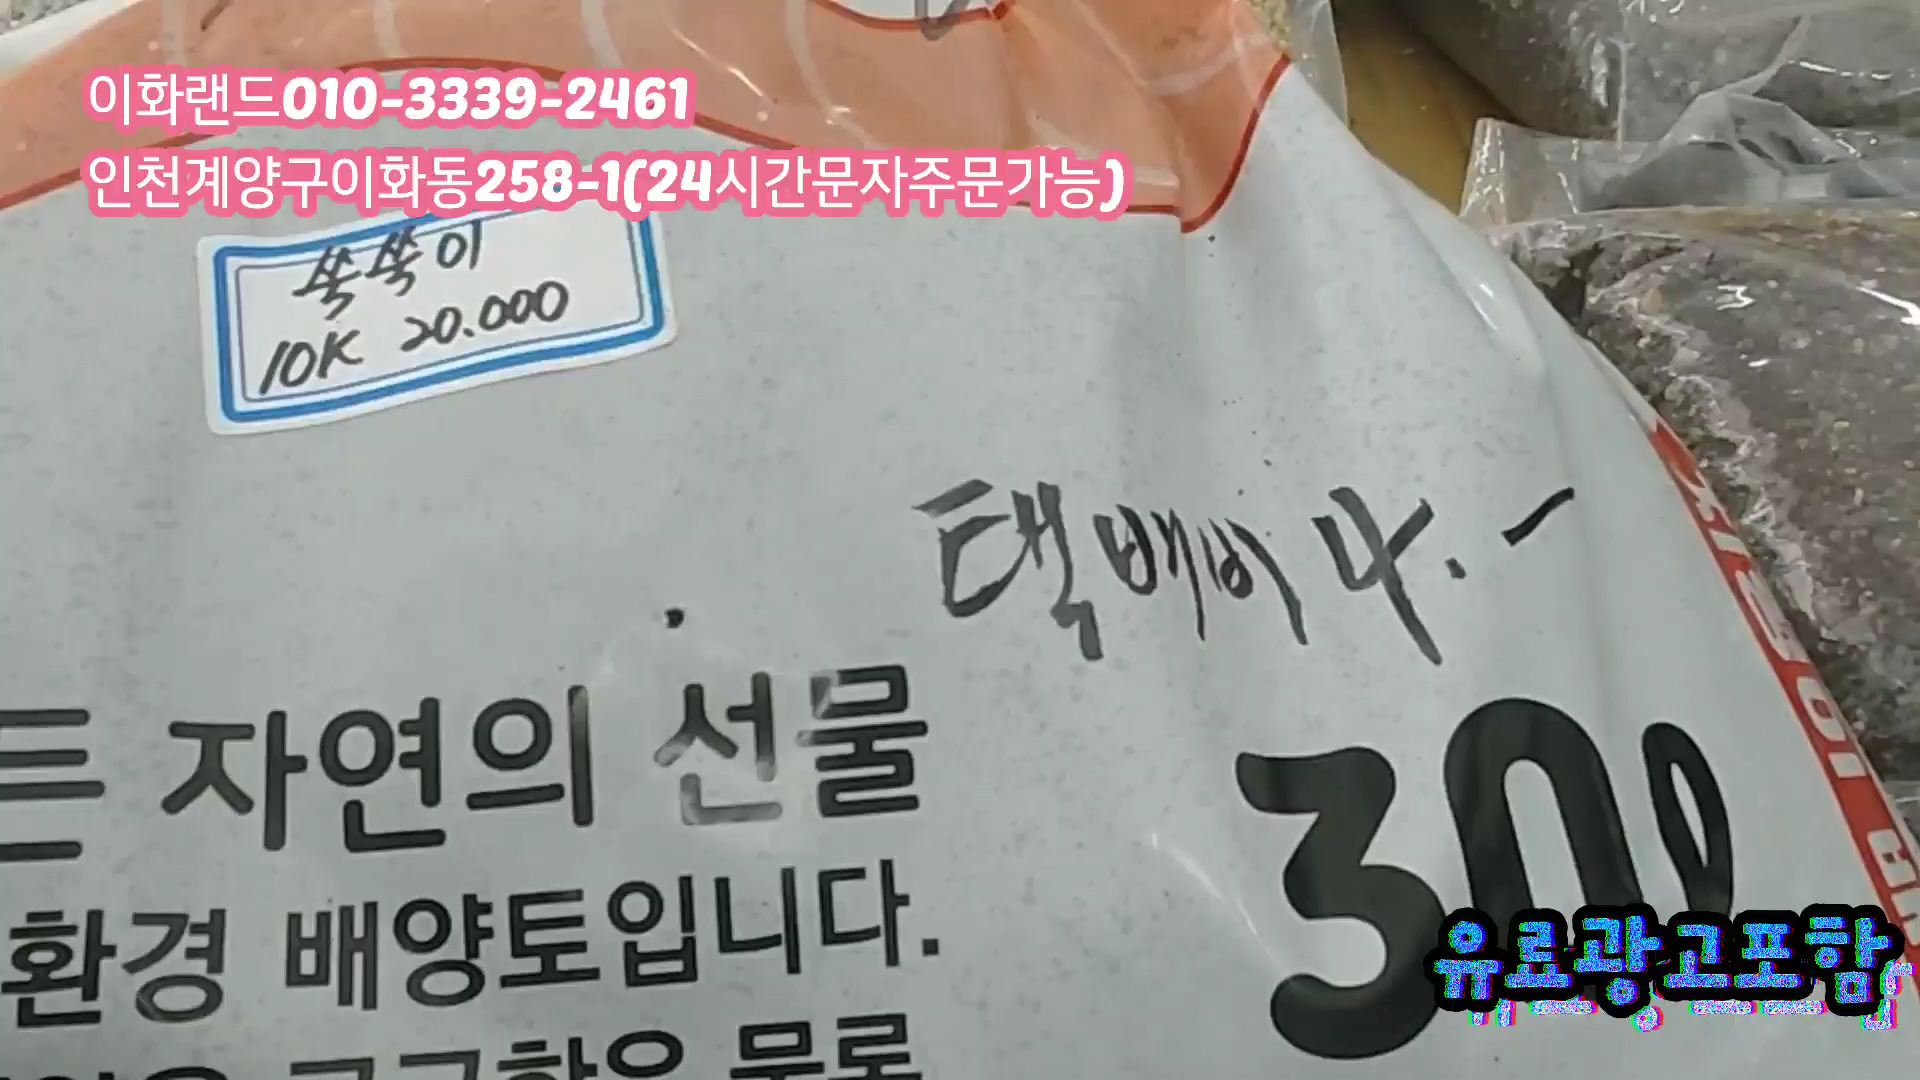 이화랜드010-3339-2461
인천계양구이화동258-1(24시간문자주문가능)
쑥쑥이
10K 20.000
택배비 4.-
자연의 선물
30l
환경 배양토입니다.
유료광고포함